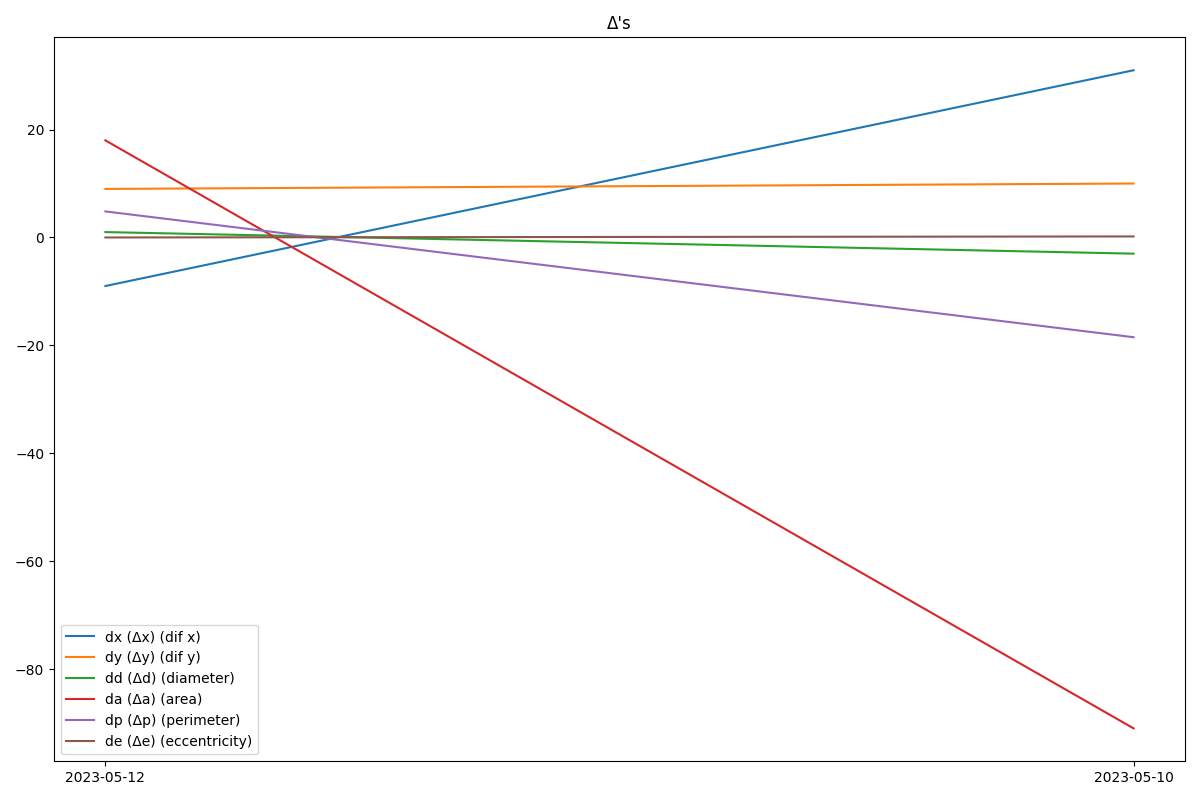 Δ's
20
0
−20
−40
−60
−80
dx (Δx) (dif x)
dy (Δy) (dif y)
dd (Δd) (diameter)
da (Δa) (area)
dp (Δp) (perimeter)
de (Δe) (eccentricity)
2023-05-12
2023-05-10